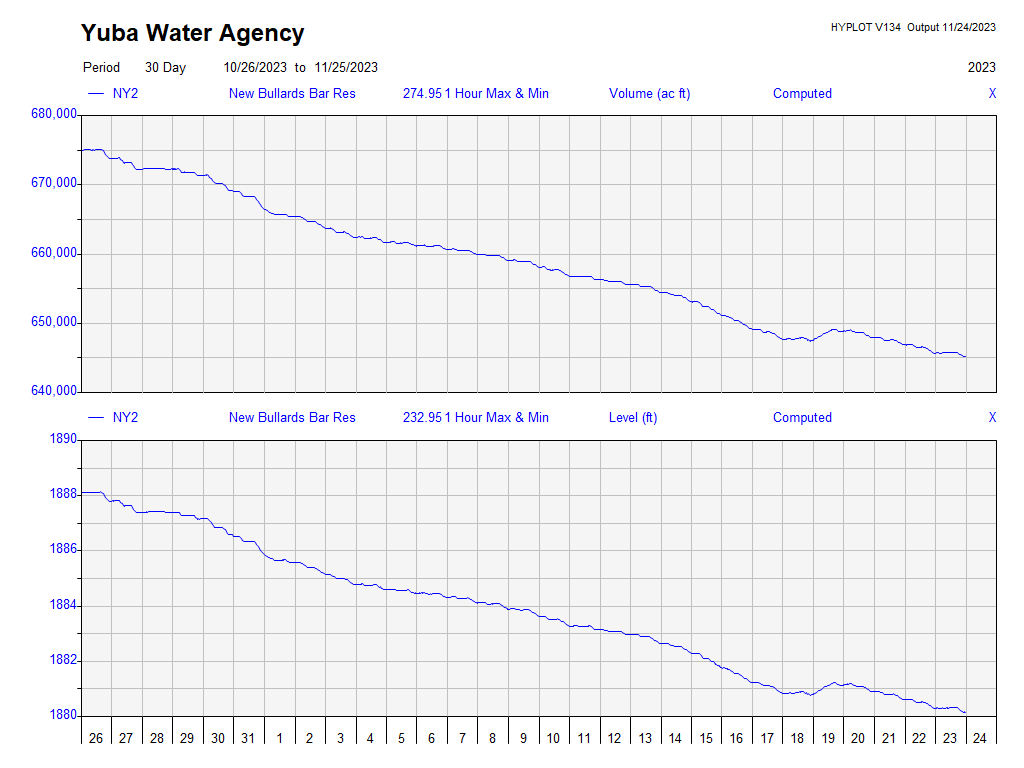 Yuba Water Agency
HYPLOT V134 Output 11/24/2023
Period 30 Day 10/26/2023 to 11/25/2023 2023
NY2 New Bullards Bar Res 274.95 1 Hour Max & Min Volume (ac ft) Computed X
680,000
670,000
660,000
650,000
640,000
NY2 New Bullards Bar Res 232.95 1 Hour Max & Min Level (ft) Computed X
1890
1888
1886
1884
1882
1880
26 27 28 29 30 31 1 2 3 4 5 6 7 8 9 10 11 12 13 14 15 16 17 18 19 20 21 22 23 24